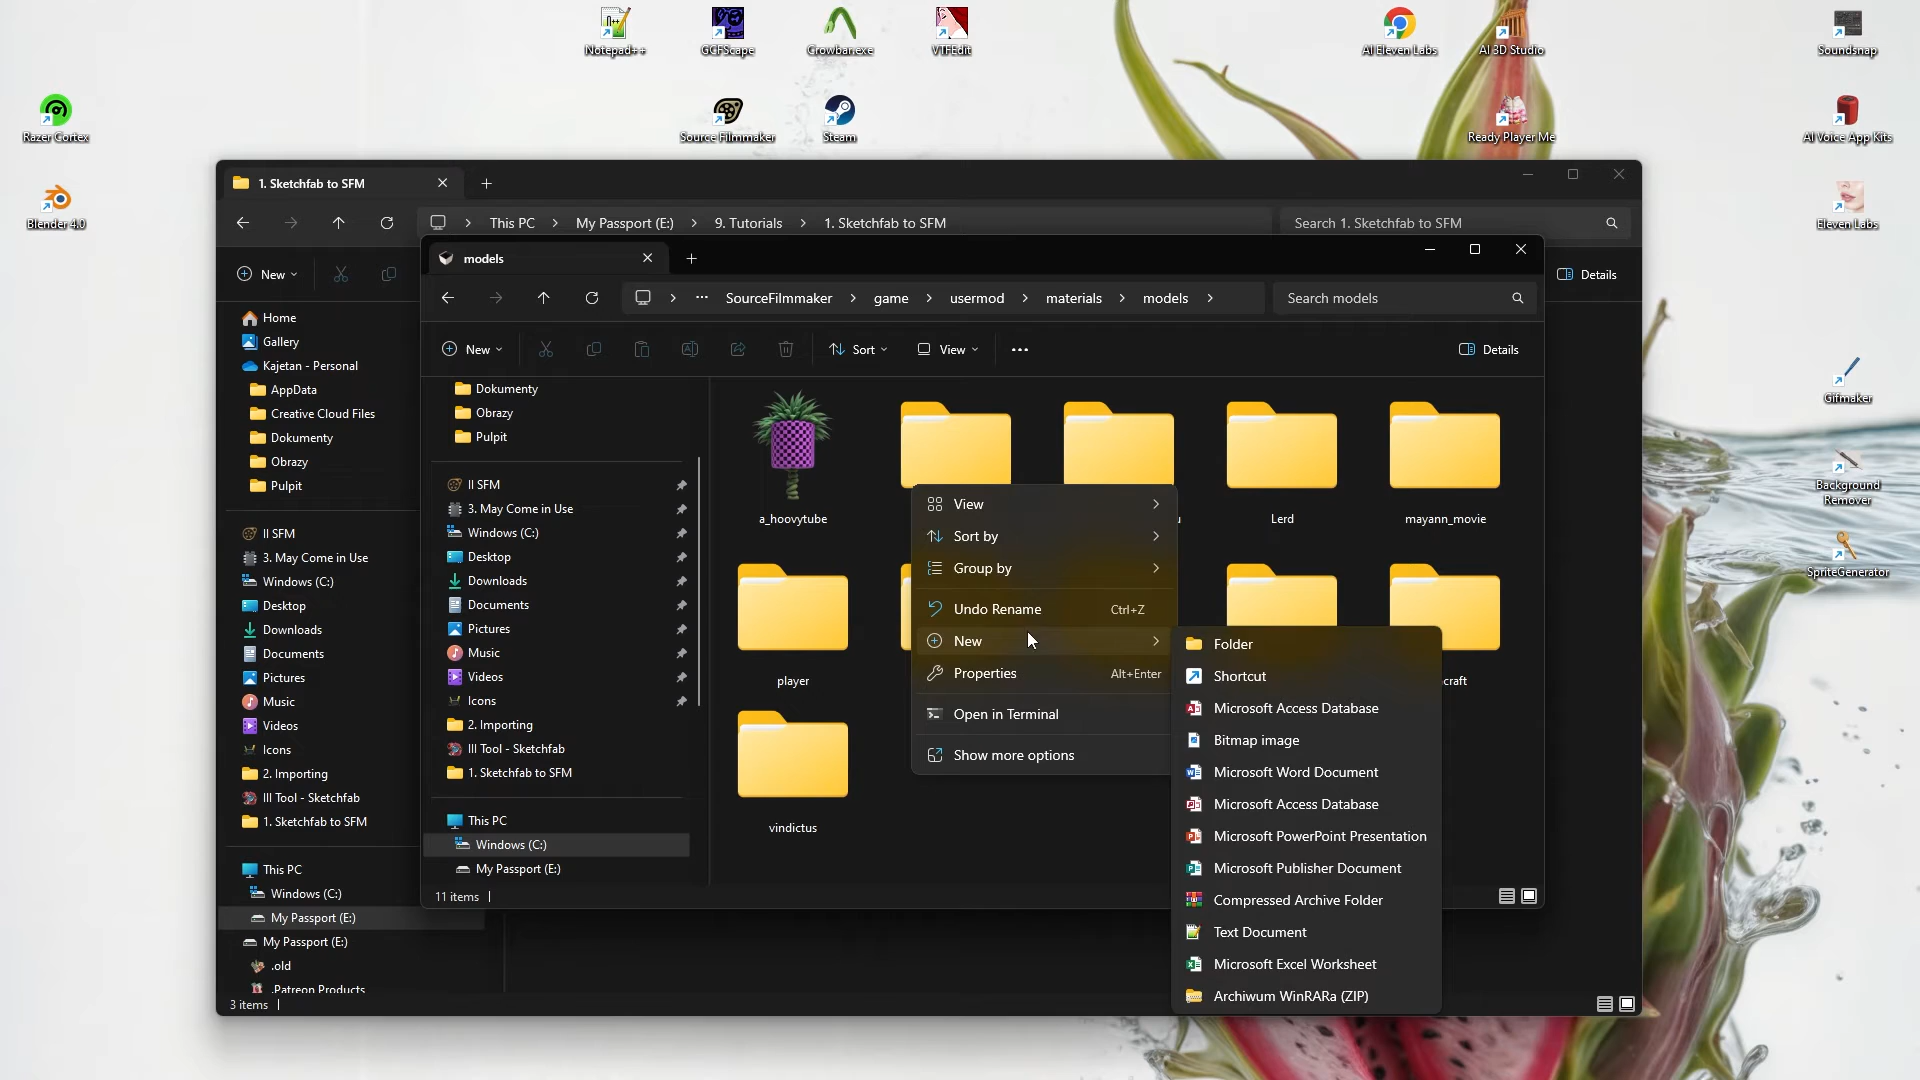 Notepad++
GCFScape
Crowbar.exe
VTFEdit
AI Eleven Labs
AI 3D Studio
Soundsnap
Razer Cortex
Source Filmmaker
Steam
Ready Player Me
AI Voice App Kits
Blender 4.0
Eleven Labs
Gifmaker
Background
Remover
SpriteGenerator
1. Sketchfab to SFM
This PC
My Passport (E:)
9. Tutorials
1. Sketchfab to SFM
Search 1. Sketchfab to SFM
New
Details
Home
Gallery
Kajetan - Personal
AppData
Creative Cloud Files
Dokumenty
Obrazy
Pulpit
II SFM
3. May Come in Use
Windows (C:)
Desktop
Downloads
Documents
Pictures
Music
Videos
Icons
2. Importing
III Tool - Sketchfab
1. Sketchfab to SFM
This PC
Windows (C:)
My Passport (E:)
My Passport (E:)
.old
.Patreon Products
3 items
models
SourceFilmmaker
game
usermod
materials
models
Search models
New
Sort
View
Details
Dokumenty
Obrazy
Pulpit
II SFM
3. May Come in Use
Windows (C:)
Desktop
Downloads
Documents
Pictures
Music
Videos
Icons
2. Importing
III Tool - Sketchfab
1. Sketchfab to SFM
This PC
Windows (C:)
My Passport (E:)
11 items
a_hoovytube
Lerd
mayann_movie
player
craft
vindictus
View
Sort by
Group by
Undo Rename Ctrl+Z
New
Properties Alt+Enter
Open in Terminal
Show more options
Folder
Shortcut
Microsoft Access Database
Bitmap image
Microsoft Word Document
Microsoft Access Database
Microsoft PowerPoint Presentation
Microsoft Publisher Document
Compressed Archive Folder
Text Document
Microsoft Excel Worksheet
Archiwum WinRARa (ZIP)